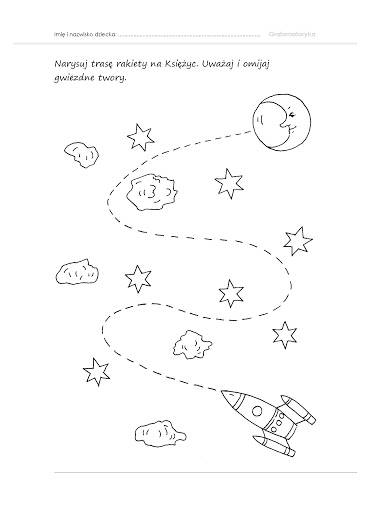 Imię i nazwisko dziecka: ........................................................ Grafomotoryka
Narysuj trasę rakiety na Księżyc. Uważaj i omijaj
gwiezdne twory.